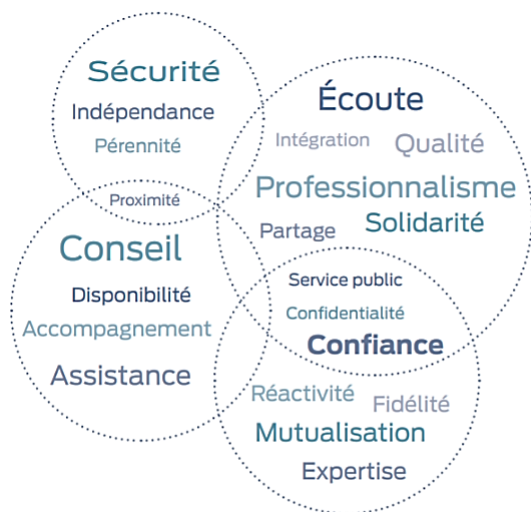 Sécurité
Indépendance
Pérennité
Proximité
Écoute
Intégration Qualité
Professionnalisme
Partage Solidarité
Service public
Confidentialité
Confiance
Conseil
Disponibilité
Accompagnement
Assistance
Réactivité Fidélité
Mutualisation
Expertise